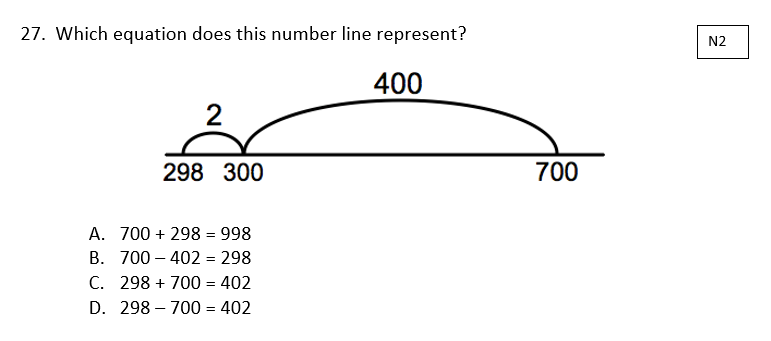 27. Which equation does this number line represent?
N2
400
2
298 300 700
A. 700 + 298 = 998
B. 700 – 402 = 298
C. 298 + 700 = 402
D. 298 – 700 = 402